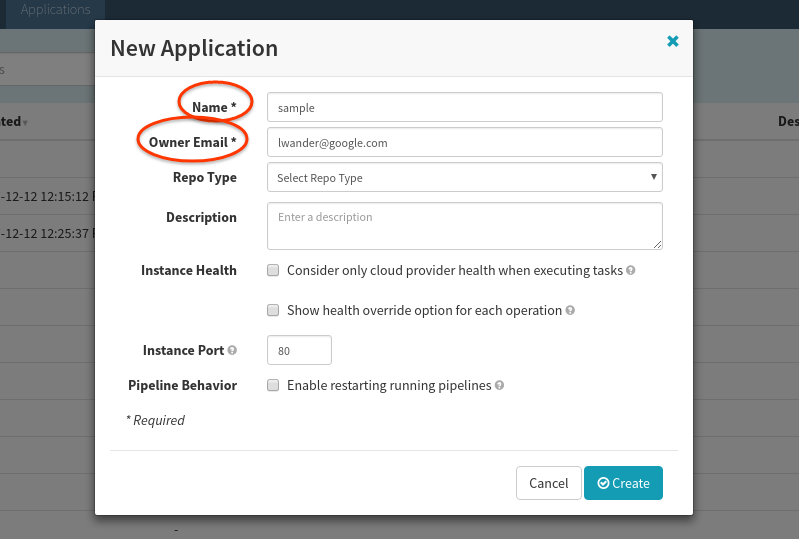 Applications
New Application
s
Name * sample
ted
Des
Owner Email * lwander@google.com
Repo Type Select Repo Type
-12-12 12:15:12
Description Enter a description
-12-12 12:25:37
Instance Health Consider only cloud provider health when executing tasks
Show health override option for each operation
Instance Port 80
Pipeline Behavior Enable restarting running pipelines
* Required
Cancel Create
-